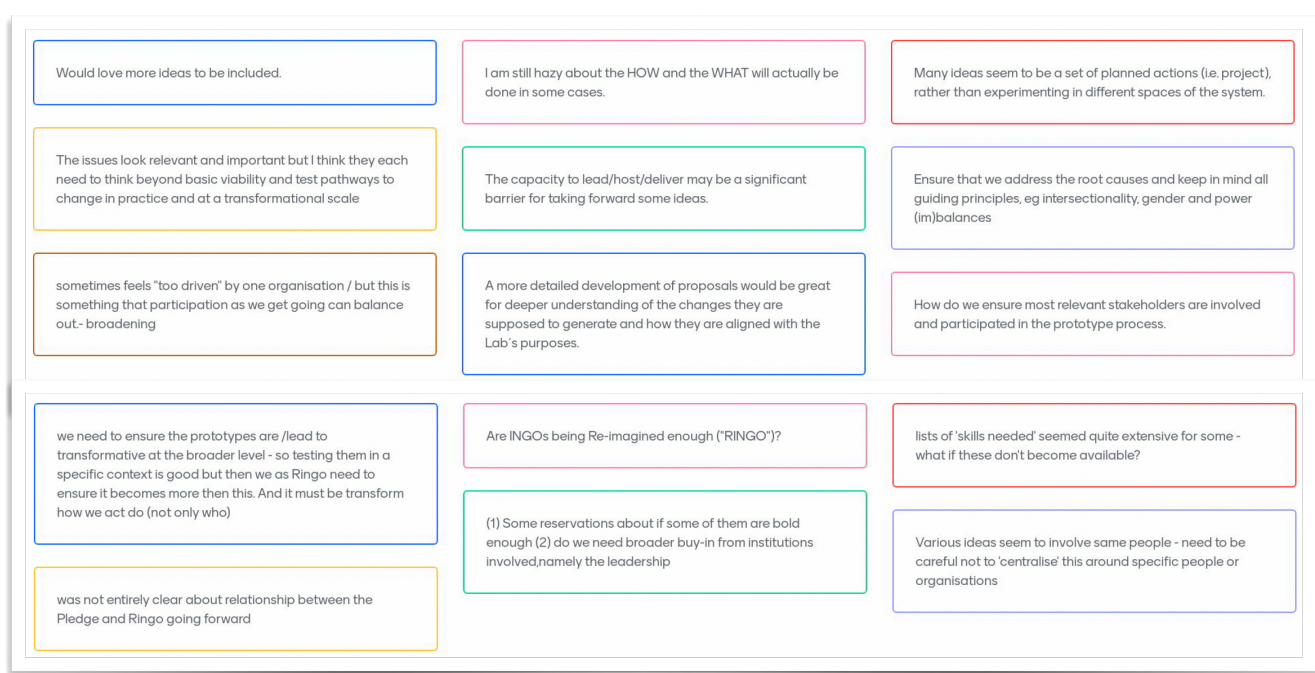 Would love more ideas to be included.
The issues look relevant and important but I think they each
need to think beyond basic viability and test pathways to
change in practice and at a transformational scale
sometimes feels "too driven" by one organisation / but this is
something that participation as we get going can balance
out.- broadening
I am still hazy about the HOW and the WHAT will actually be
done in some cases.
The capacity to lead/host/deliver may be a significant
barrier for taking forward some ideas.
A more detailed development of proposals would be great
for deeper understanding of the changes they are
supposed to generate and how they are aligned with the
Lab´s purposes.
Many ideas seem to be a set of planned actions (i.e. project),
rather than experimenting in different spaces of the system.
Ensure that we address the root causes and keep in mind all
guiding principles, eg intersectionality, gender and power
(im)balances
How do we ensure most relevant stakeholders are involved
and participated in the prototype process.
we need to ensure the prototypes are /lead to
transformative at the broader level - so testing them in a
specific context is good but then we as Ringo need to
ensure it becomes more then this. And it must be transform
how we act do (not only who)
was not entirely clear about relationship between the
Pledge and Ringo going forward
Are INGOs being Re-imagined enough ("RINGO")?
(1) Some reservations about if some of them are bold
enough (2) do we need broader buy-in from institutions
involved,namely the leadership
lists of 'skills needed' seemed quite extensive for some -
what if these don't become available?
Various ideas seem to involve same people - need to be
careful not to 'centralise' this around specific people or
organisations